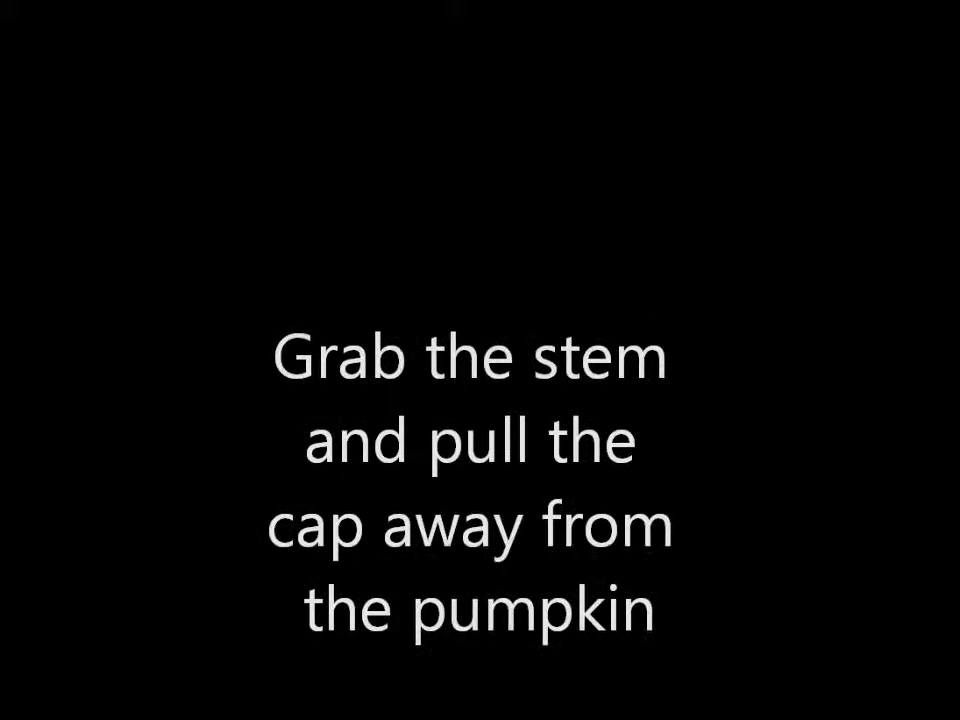 Grab the stem
and pull the
cap away from
the pumpkin